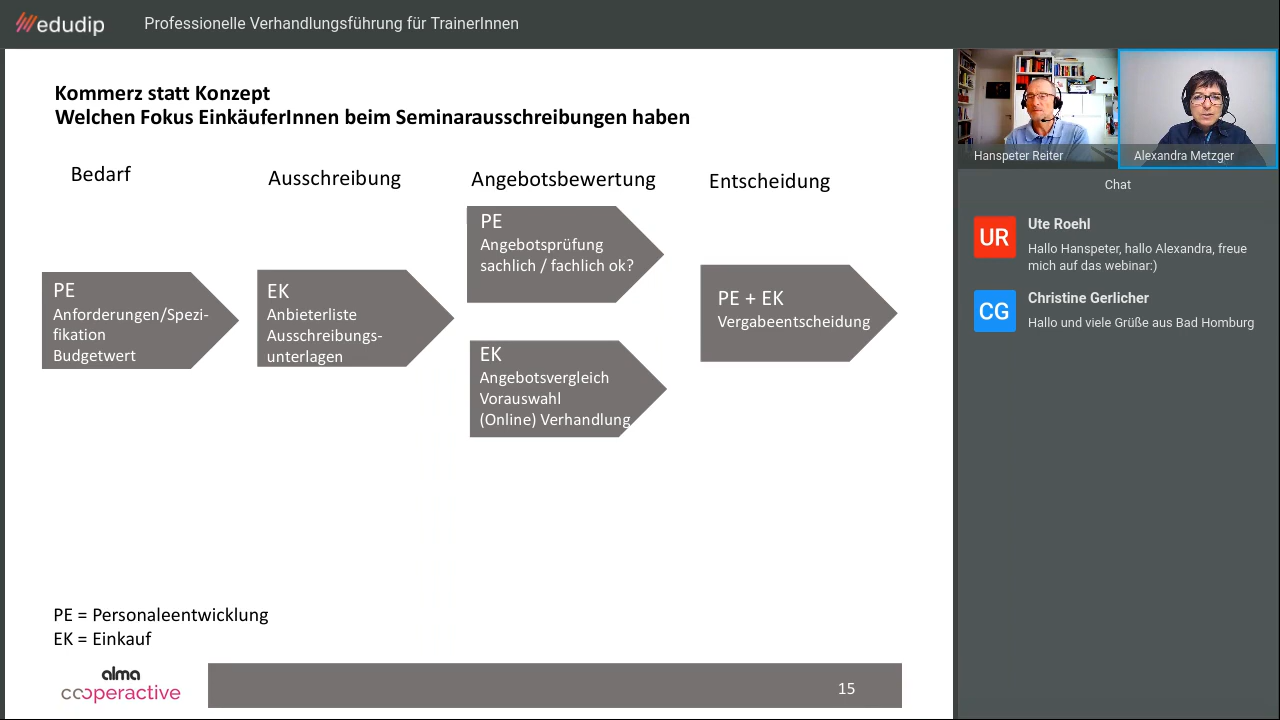 edudip
Professionelle Verhandlungsführung für TrainerInnen
Kommerz statt Konzept
Welchen Fokus EinkäuferInnen beim Seminarausschreibungen haben
Bedarf
Ausschreibung
Angebotsbewertung
Entscheidung
PE
Anforderungen/Spezi-
fikation
Budgetwert
EK
Anbieterliste
Ausschreibungs-
unterlagen
PE
Angebotsprüfung
sachlich / fachlich ok?
EK
Angebotsvergleich
Vorauswahl
(Online) Verhandlung
PE + EK
Vergabeentscheidung
PE = Personaleentwicklung
EK = Einkauf
alma
cooperactive
15
Hanspeter Reiter
Alexandra Metzger
Chat
UR
Ute Roehl
Hallo Hanspeter, hallo Alexandra, freue
mich auf das webinar:)
CG
Christine Gerlicher
Hallo und viele Grüße aus Bad Homburg